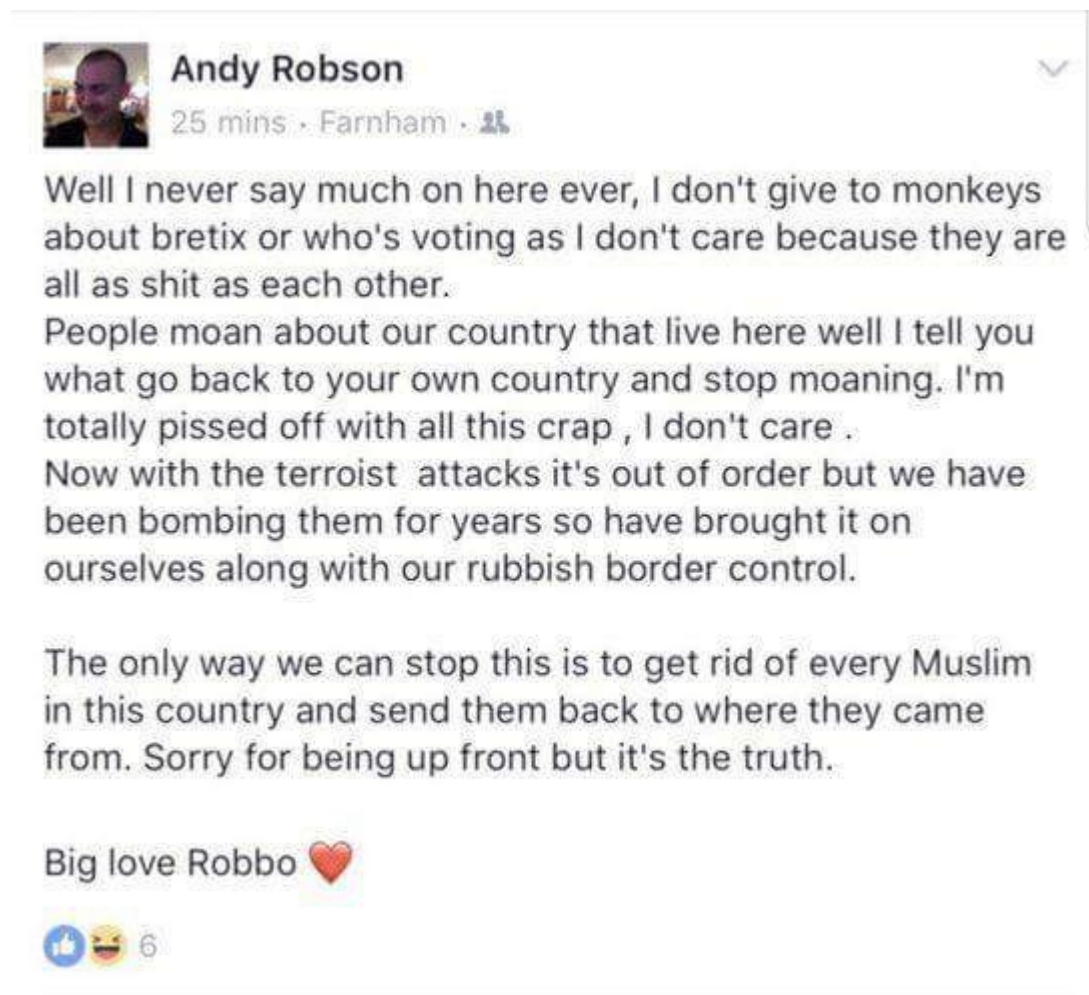 Andy Robson
25 mins · Farnham ·
Well I never say much on here ever, I don't give to monkeys
about bretix or who's voting as I don't care because they are
all as shit as each other.
People moan about our country that live here well I tell you
what go back to your own country and stop moaning. I'm
totally pissed off with all this crap , I don't care .
Now with the terroist  attacks it's out of order but we have
been bombing them for years so have brought it on
ourselves along with our rubbish border control.
The only way we can stop this is to get rid of every Muslim
in this country and send them back to where they came
from. Sorry for being up front but it's the truth.
Big love Robbo ❤️
6